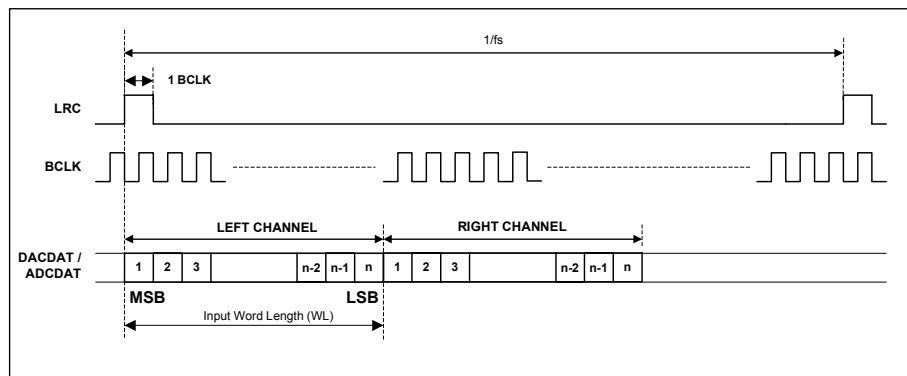 1/fs
1 BCLK
LRC
BCLK
LEFT CHANNEL
RIGHT CHANNEL
DACDAT /
ADCDAT
1 2 3 n-2 n-1 n 1 2 3 n-2 n-1 n
MSB LSB
Input Word Length (WL)